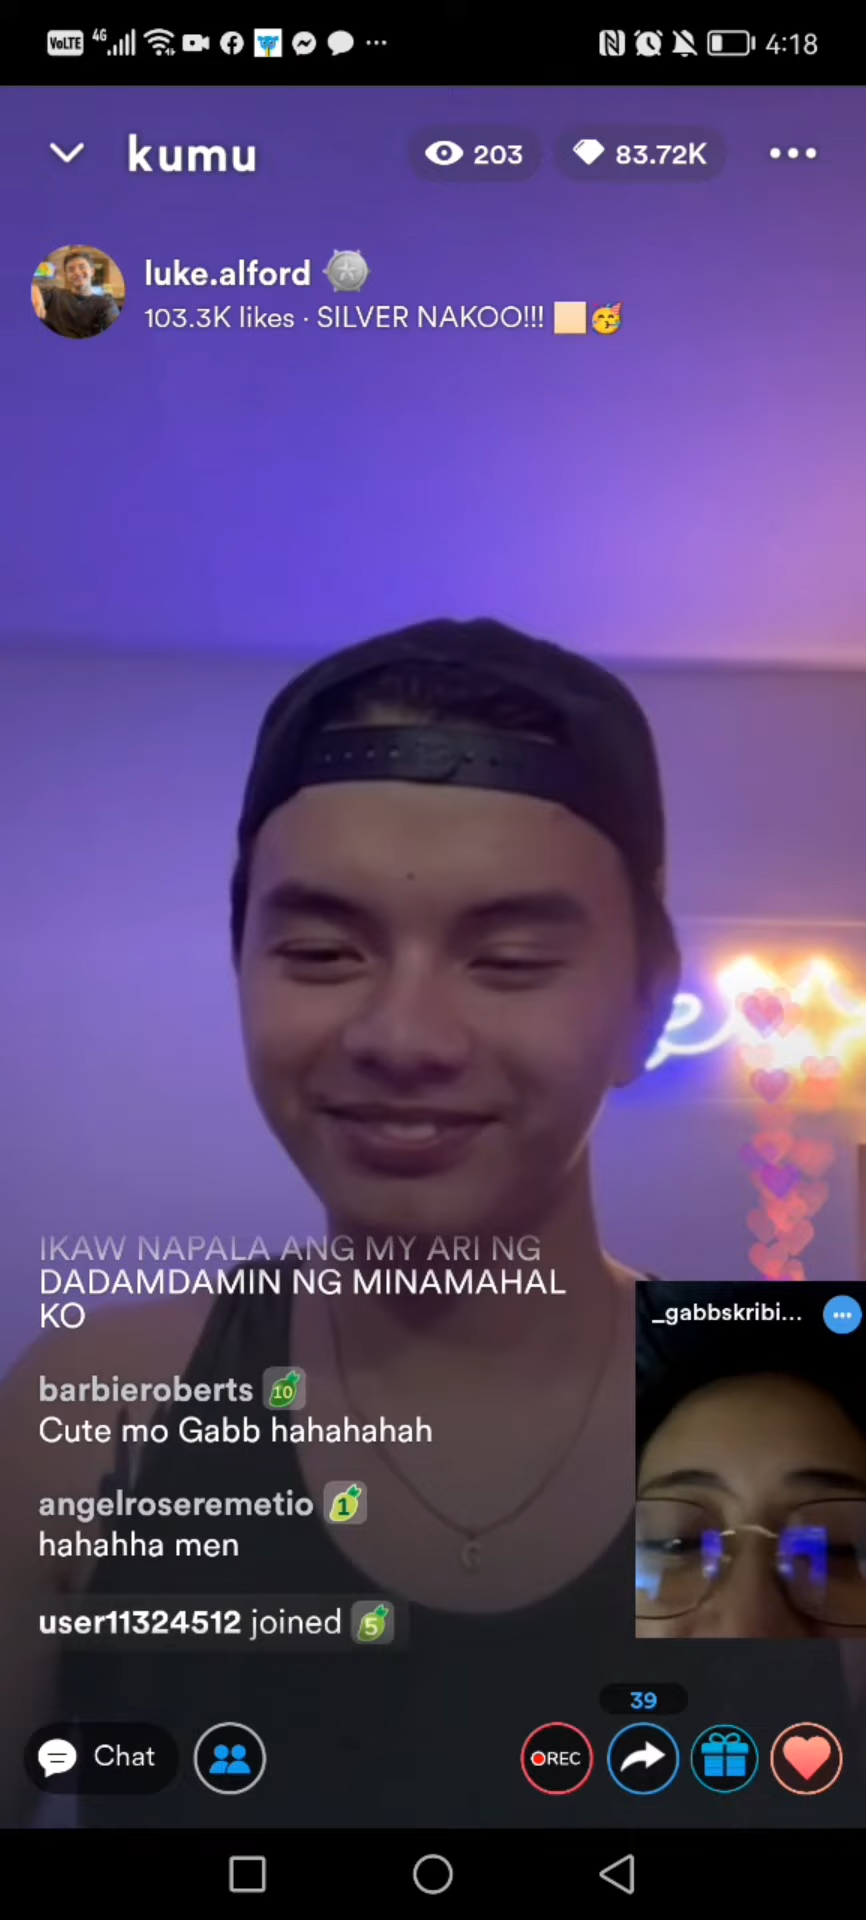 VoLTE 4G 4:18
kumu 203 83.72K
luke.alford
103.3K likes · SILVER NAKOO!!!
IKAW NAPALA ANG MY ARI NG
DADAMDAMIN NG MINAMAHAL
KO
_gabbskribi...
barbieroberts 10
Cute mo Gabb hahahahah
angelroseremetio 1
hahahha men
user11324512 joined 5
39
Chat
REC